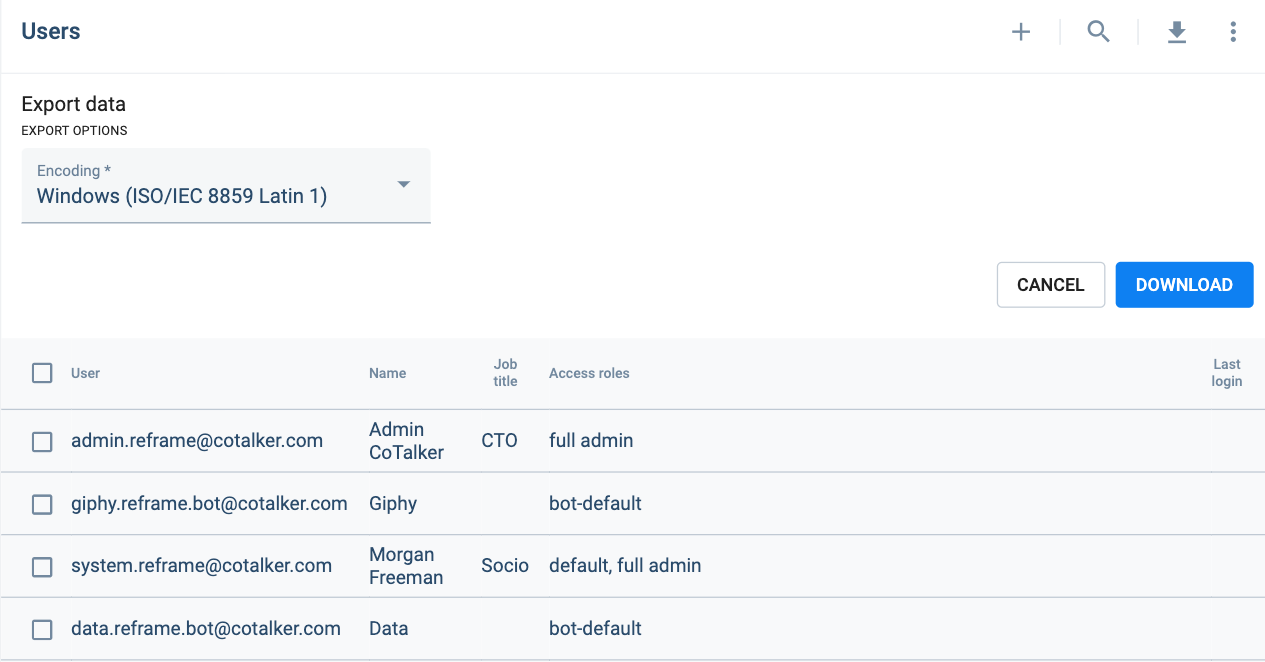 Users
Export data
EXPORT OPTIONS
Encoding *
Windows (ISO/IEC 8859 Latin 1)
CANCEL
DOWNLOAD
User
Name
Job
title
Access roles
Last
login
admin.reframe@cotalker.com
Admin
CoTalker
CTO
full admin
giphy.reframe.bot@cotalker.com
Giphy
bot-default
system.reframe@cotalker.com
Morgan
Freeman
Socio
default, full admin
data.reframe.bot@cotalker.com
Data
bot-default